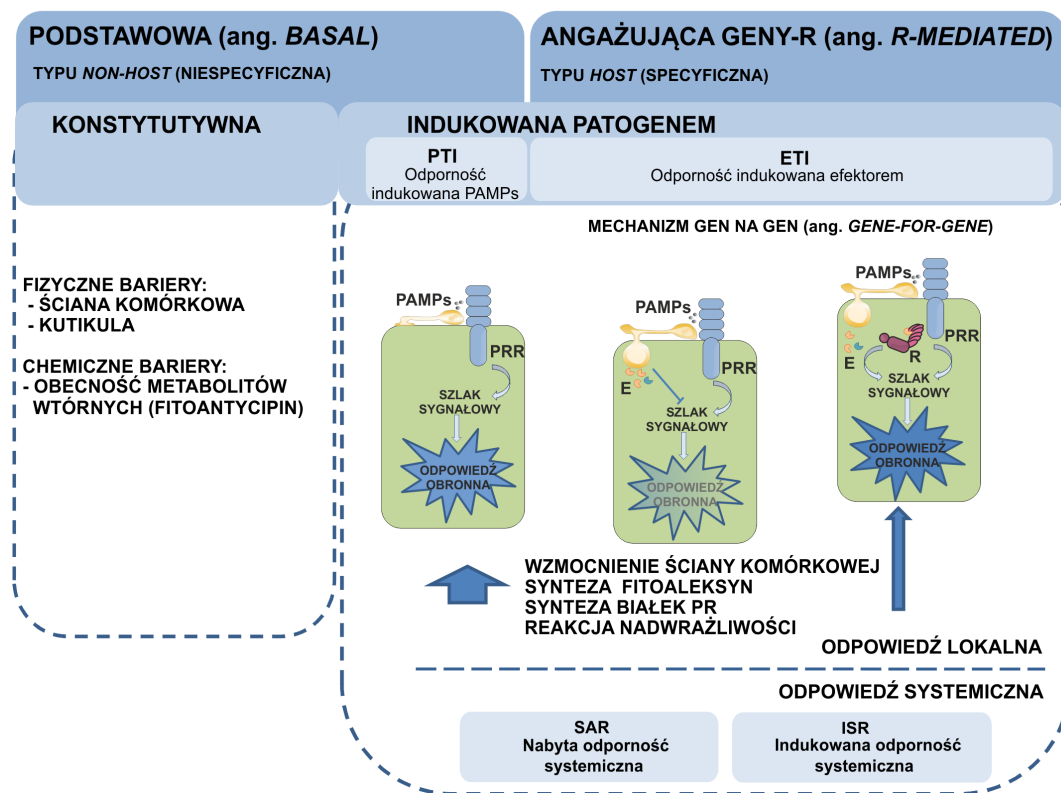 PODSTAWOWA (ang. BASAL)
TYPU NON-HOST (NIESPECYFICZNA)
ANGAŻUJĄCA GENY-R (ang. R-MEDIATED)
TYPU HOST (SPECYFICZNA)
KONSTYTUTYWNA
INDUKOWANA PATOGENEM
PTI
Odporność
indukowana PAMPs
ETI
Odporność indukowana efektorem
MECHANIZM GEN NA GEN (ang. GENE-FOR-GENE)
FIZYCZNE BARIERY:
- ŚCIANA KOMÓRKOWA
- KUTIKULA
CHEMICZNE BARIERY:
- OBECNOŚĆ METABOLITÓW
WTÓRNYCH (FITOANTYCIPIN)
PAMPs
PRR
SZLAK
SYGNAŁOWY
ODPOWIEDŹ
OBRONNA
PAMPs
PRR
E
SZLAK
SYGNAŁOWY
ODPOWIEDŹ
OBRONNA
PAMPs
PRR
E
R
SZLAK
SYGNAŁOWY
ODPOWIEDŹ
OBRONNA
WZMOCNIENIE ŚCIANY KOMÓRKOWEJ
SYNTEZA FITOALEKSYN
SYNTEZA BIAŁEK PR
REAKCJA NADWRAŻLIWOŚCI
ODPOWIEDŹ LOKALNA
ODPOWIEDŹ SYSTEMICZNA
SAR
Nabyta odporność
systemiczna
ISR
Indukowana odporność
systemiczna